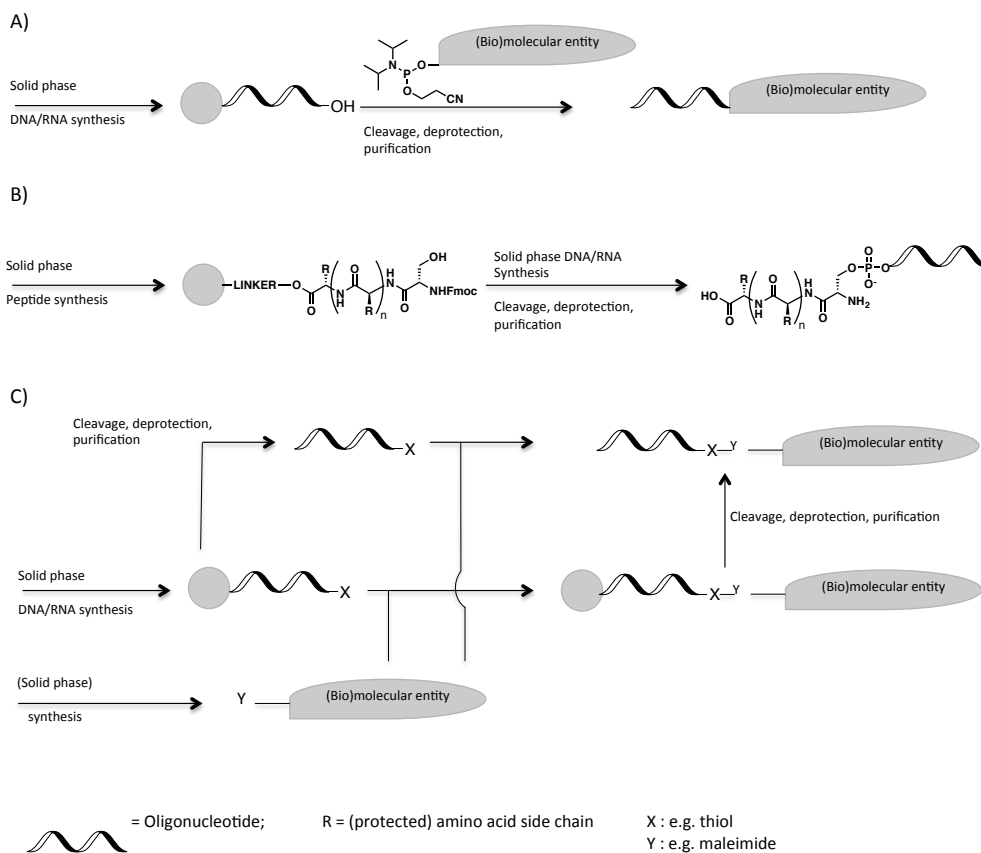 A)
(Bio)molecular entity
N
P
O
O
CN
Solid phase
DNA/RNA synthesis
OH
Cleavage, deprotection,
purification
(Bio)molecular entity
B)
Solid phase
Peptide synthesis
LINKER
O
O
R
N
H
O
R
n
H
N
O
OH
NHFmoc
Solid phase DNA/RNA
Synthesis
Cleavage, deprotection,
purification
HO
O
R
N
H
O
R
n
H
N
O
NH2
O
O
P
O-
O
C)
Cleavage, deprotection,
purification
X
X
Y
(Bio)molecular entity
Cleavage, deprotection, purification
Solid phase
DNA/RNA synthesis
X
X
Y
(Bio)molecular entity
(Solid phase)
synthesis
Y
(Bio)molecular entity
= Oligonucleotide;
R = (protected) amino acid side chain
X : e.g. thiol
Y : e.g. maleimide